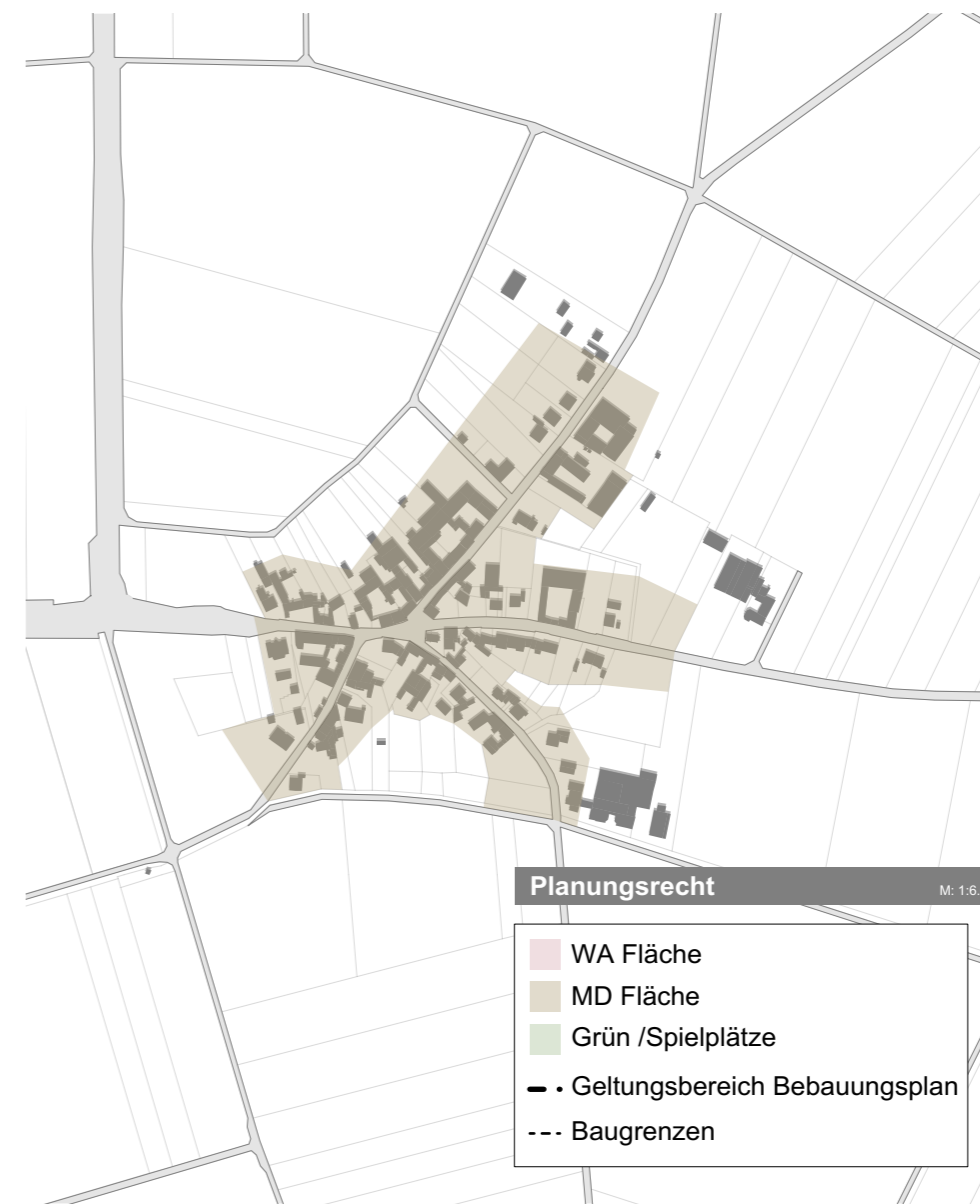 Planungsrecht
M: 1:6.
WA Fläche
MD Fläche
Grün /Spielplätze
Geltungsbereich Bebauungsplan
Baugrenzen